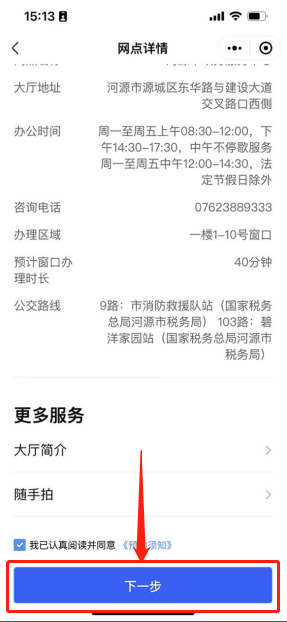 15:13
网点详情
大厅地址
河源市源城区东华路与建设大道
交叉路口西侧
办公时间
周一至周五上午08:30–12:00，下
午14:30–17:30，中午不停歇服务
周一至周五中午12:00–14:30，法
定节假日除外
咨询电话
07623889333
办理区域
一楼1–10号窗口
预计窗口办
理时长
40分钟
公交路线
9路：市消防救援队站（国家税务
总局河源市税务局） 103路：碧
洋家园站（国家税务总局河源市
税务局）
更多服务
大厅简介
随手拍
我已认真阅读并同意 《预 须知》
下一步